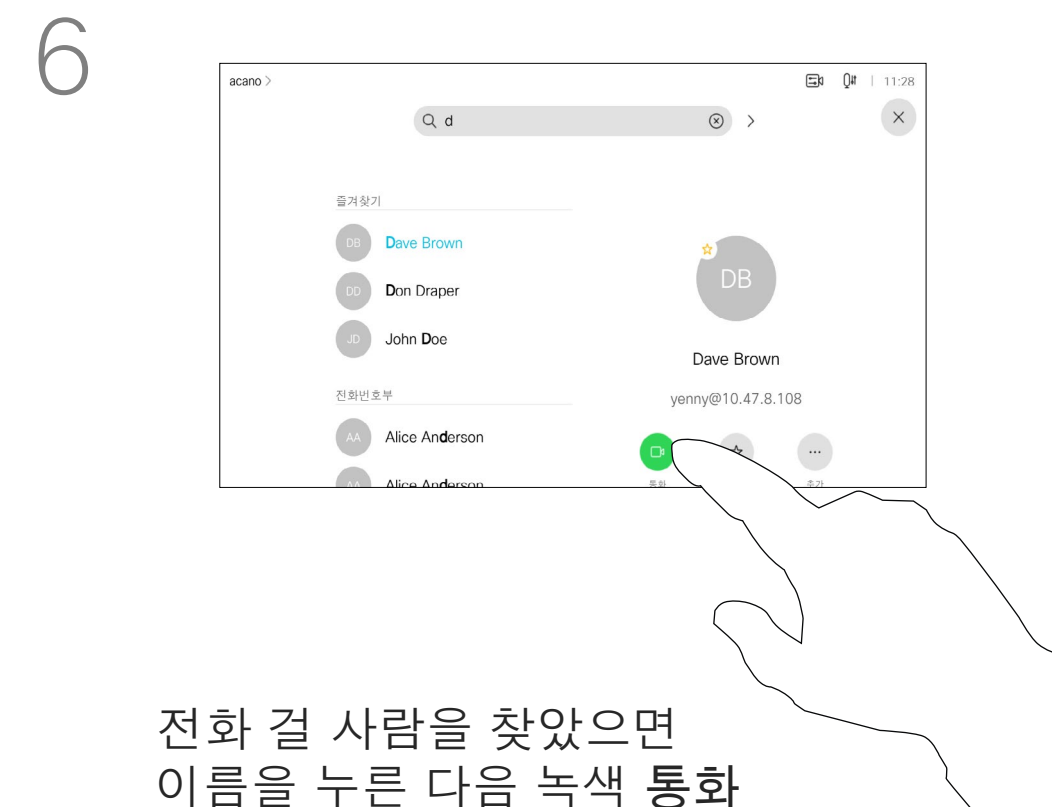 6
acano > 11:28
d
즐겨찾기
DB Dave Brown
DD Don Draper
JD John Doe
DB
Dave Brown
yenny@10.47.8.108
전화번호부
AA Alice Anderson
AA Alice Anderson
통화 추가
전화 걸 사람을 찾았으면
이름을 누른 다음 녹색 통화